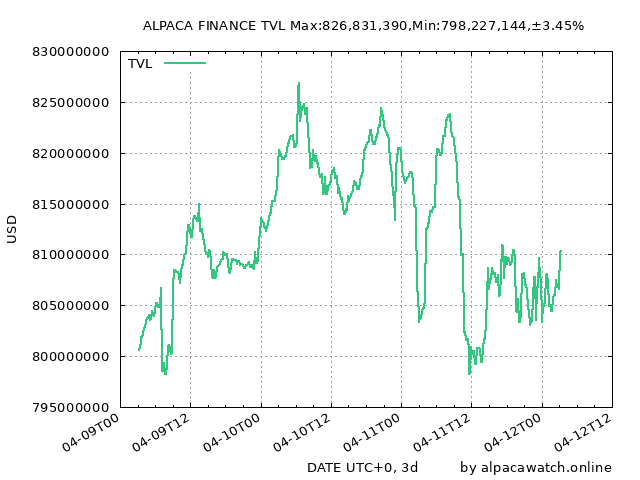 ALPACA FINANCE TVL Max:826,831,390,Min:798,227,144,±3.45%
830000000
TVL
825000000
820000000
815000000
USD
810000000
805000000
800000000
795000000
04-09T00
04-09T12
04-10T00
04-10T12
04-11T00
04-11T12
04-12T00
04-12T12
DATE UTC+0, 3d
by alpacawatch.online